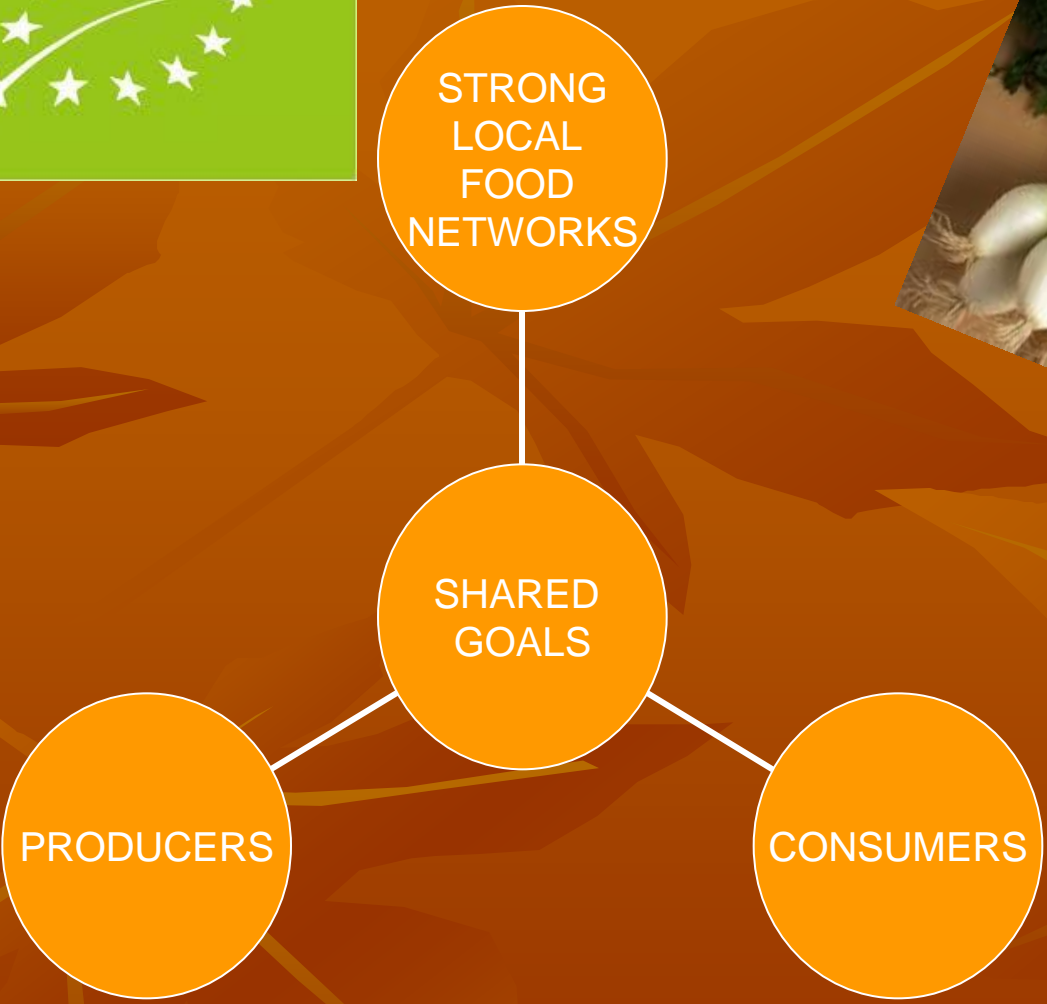 STRONG
LOCAL
FOOD
NETWORKS
SHARED
GOALS
PRODUCERS
CONSUMERS